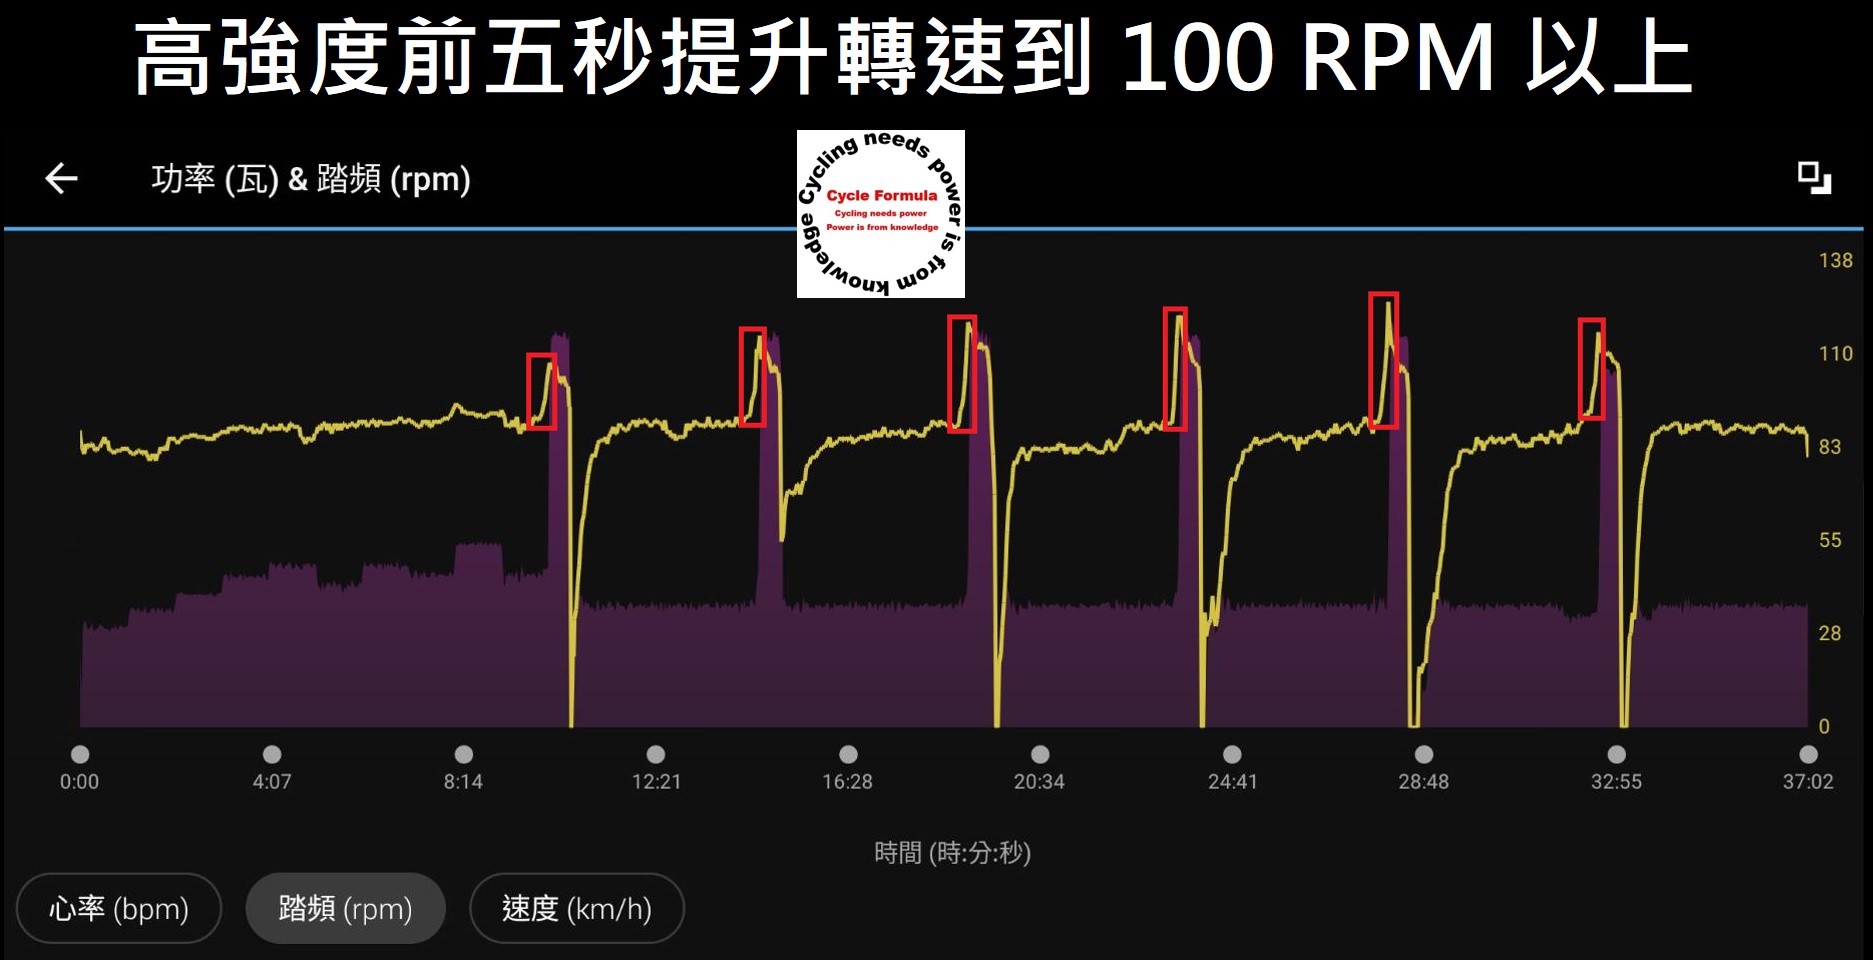 高強度前五秒提升轉速到 100 RPM 以上
功率 (瓦) & 踏頻 (rpm)
Cycling needs power is from knowledge
Cycle Formula
Cycling needs power
Power is from knowledge
138
110
83
55
28
0
0:00 4:07 8:14 12:21 16:28 20:34 24:41 28:48 32:55 37:02
時間 (時:分:秒)
心率 (bpm) 踏頻 (rpm) 速度 (km/h)